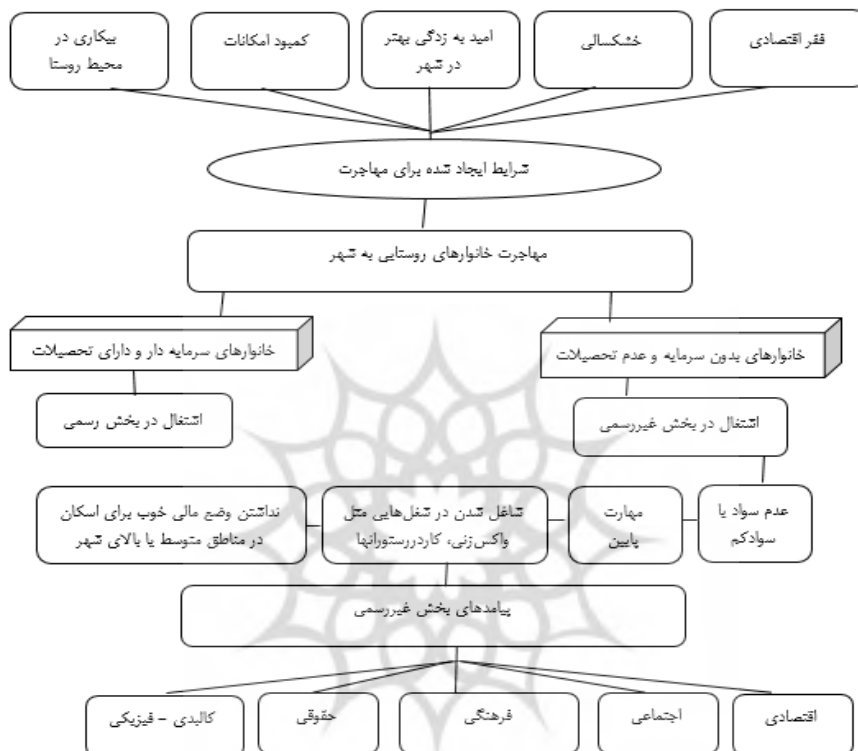 فقر اقتصادی
خشکسالی
امید به زدگی بهتر
در شهر
کمبود امکانات
بیکاری در
محیط روستا
شرایط ایجاد شده برای مهاجرت
مهاجرت خانوارهای روستایی به شهر
خانوارهای بدون سرمایه و عدم تحصیلات
خانوارهای سرمایه دار و دارای تحصیلات
اشتغال در بخش غیررسمی
اشتغال در بخش رسمی
عدم سواد یا
سوادکم
مهارت
پایین
شاغل شدن در شغل‌هایی مثل
واکس‌زنی، کاردررستورانها
نداشتن وضع مالی خوب برای اسکان
در مناطق متوسط یا بالای شهر
پیامدهای بخش غیررسمی
اقتصادی
اجتماعی
فرهنگی
حقوقی
کالبدی - فیزیکی